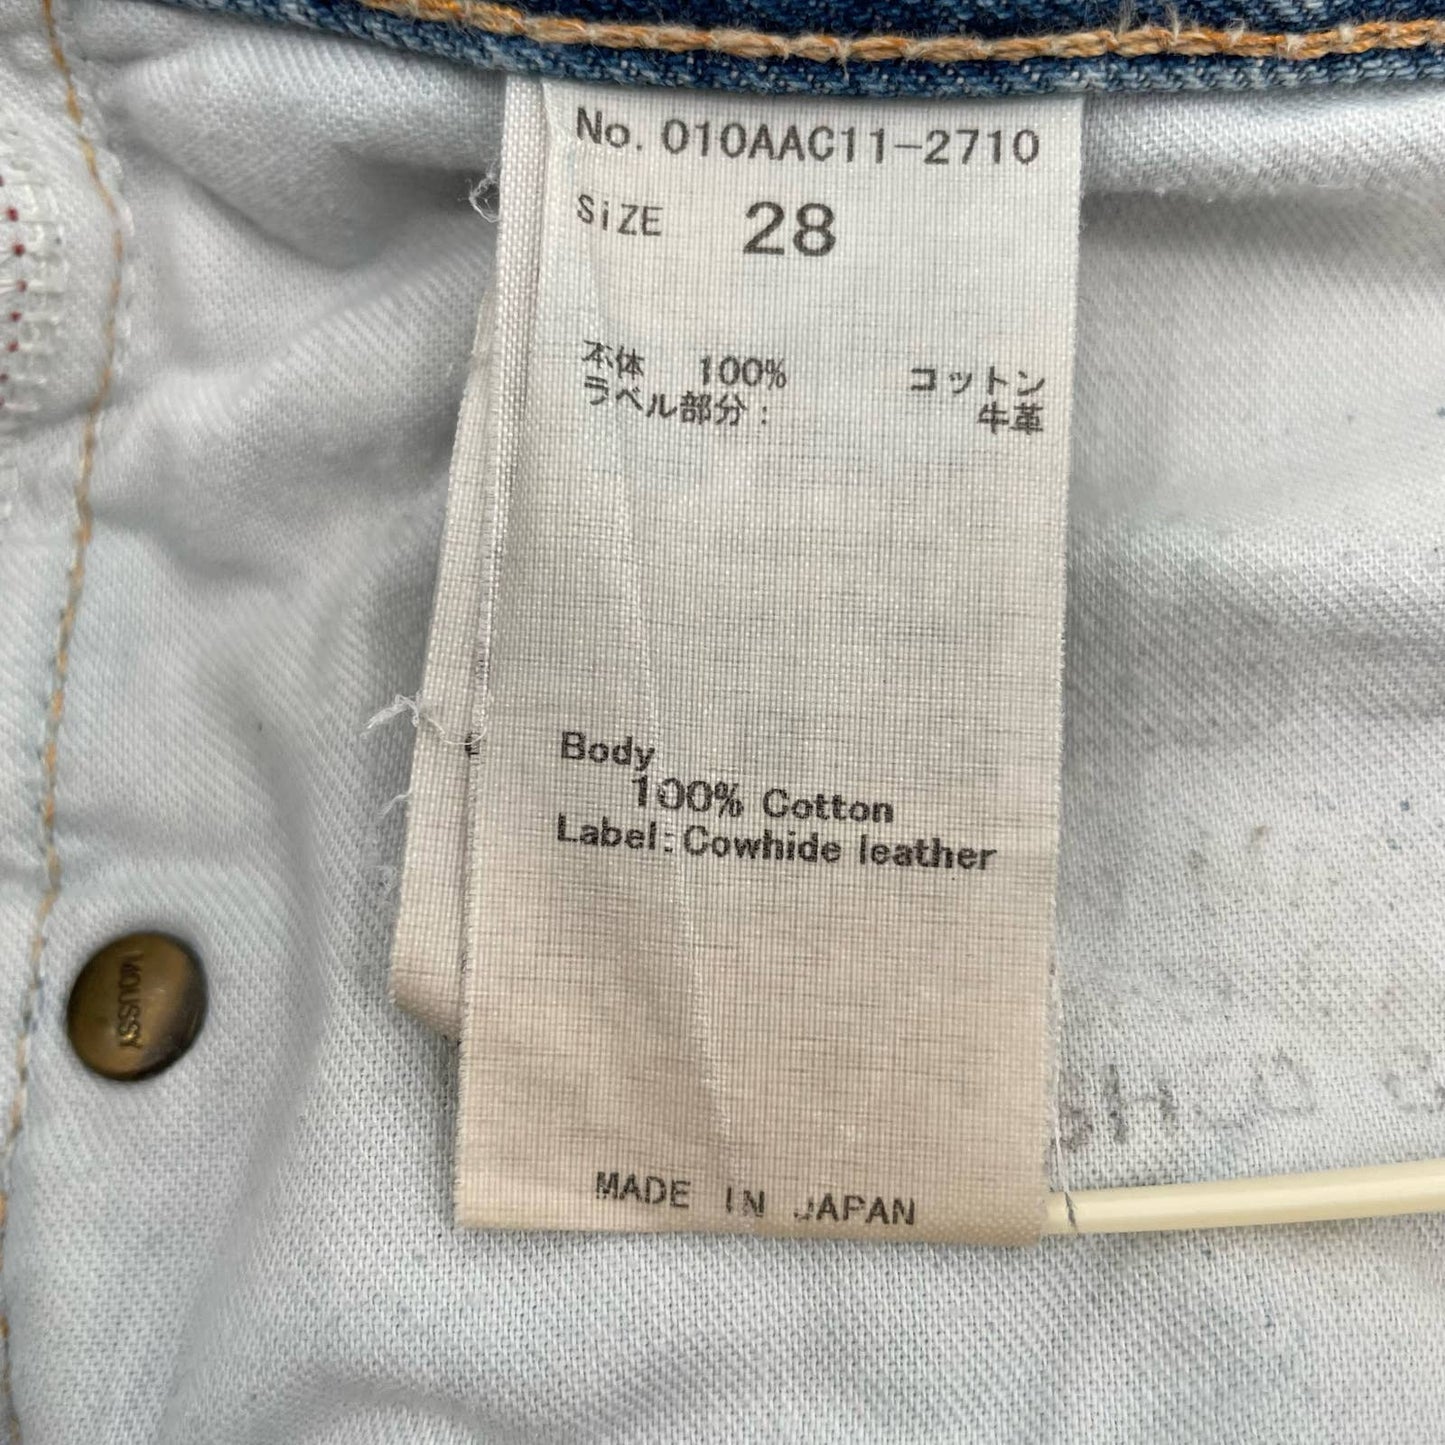 No. 010AAC11-2710
SiZE 28
本体 100% コットン
ラベル部分: 牛革
Body
100% Cotton
Label:Cowhide leather
MOUSSY
MADE IN JAPAN